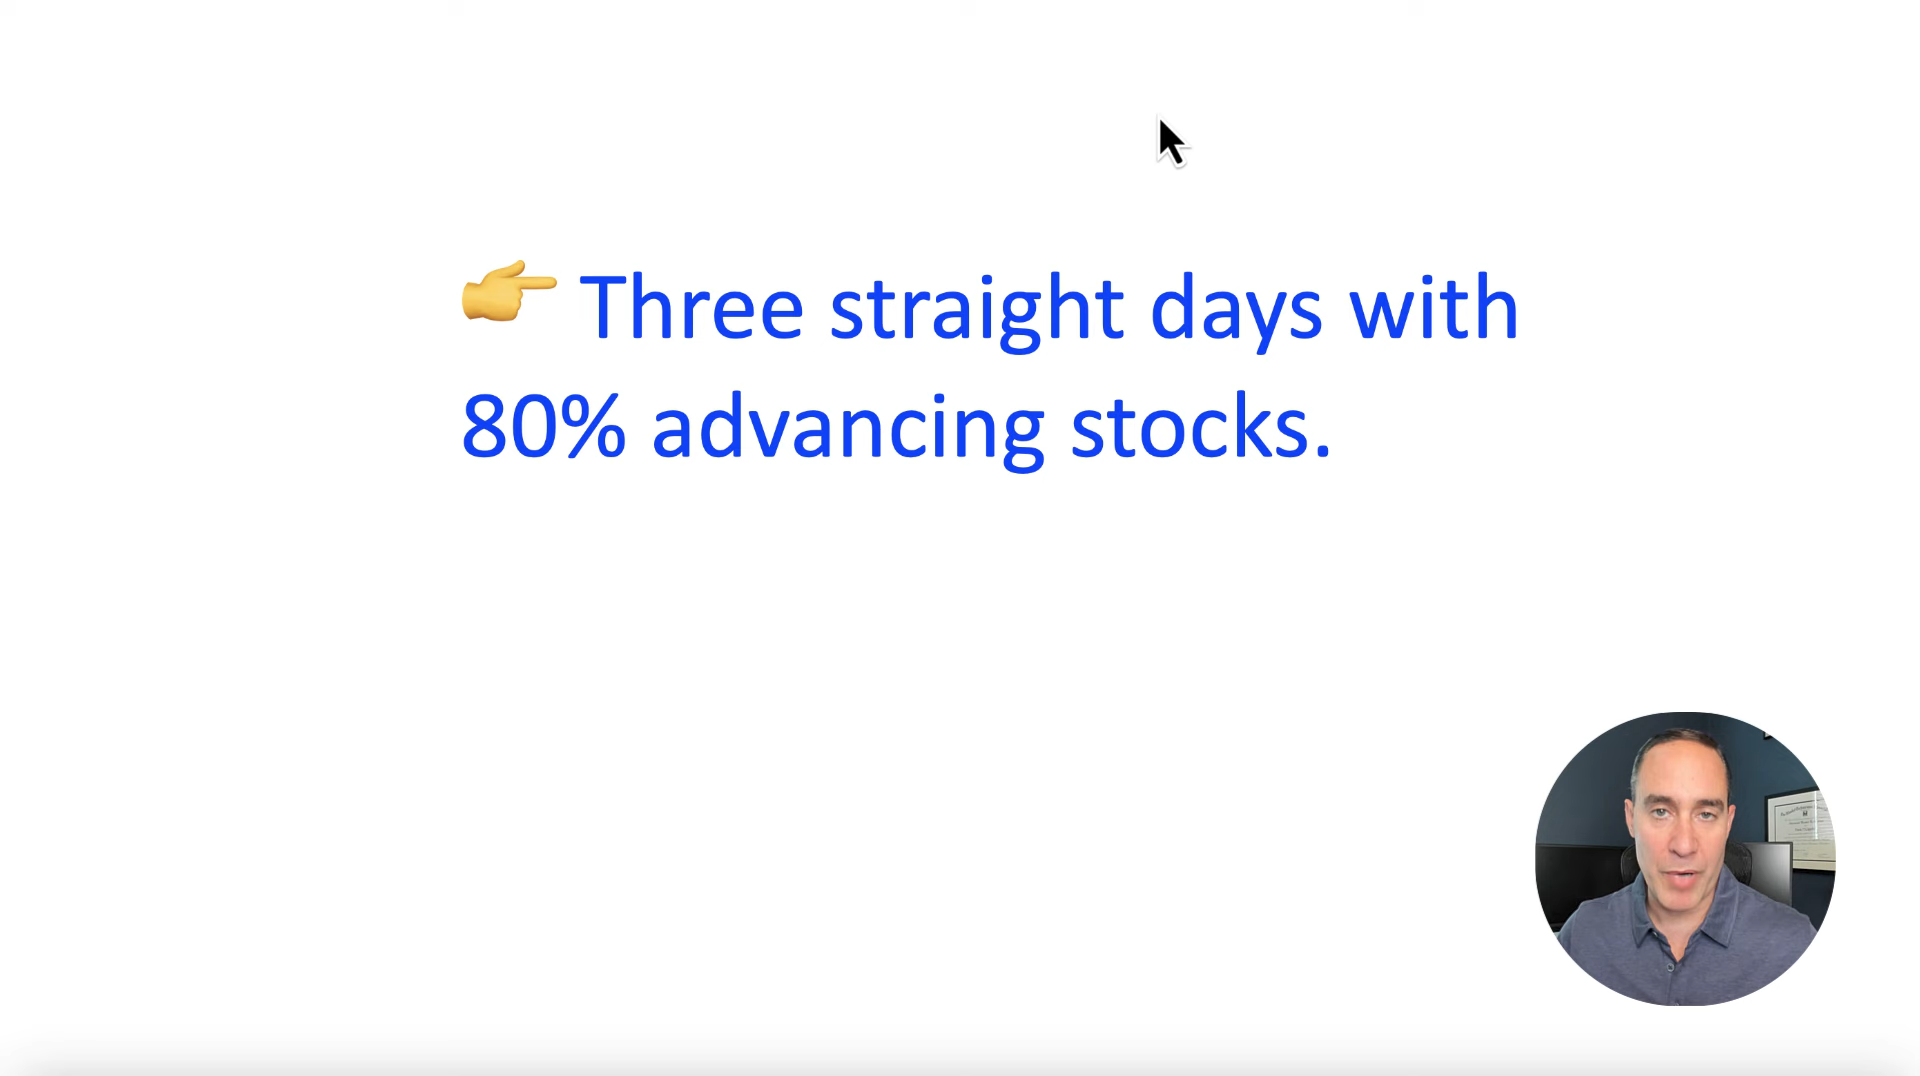 👉 Three straight days with
80% advancing stocks.